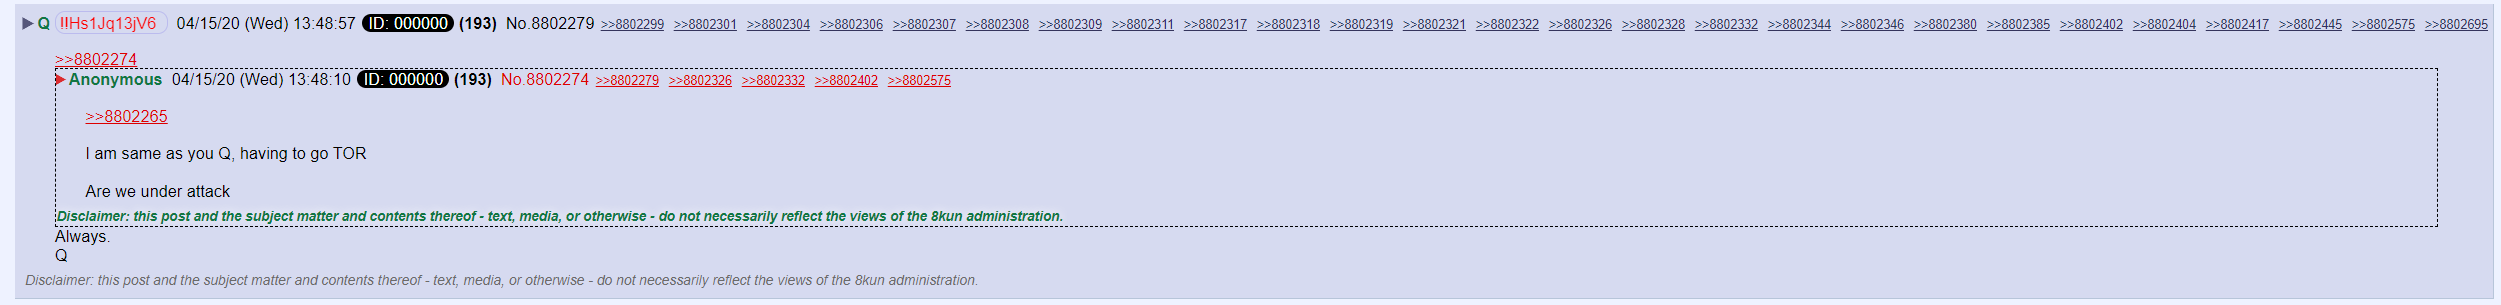 ▶ Q !!Hs1Jq13jV6 04/15/20 (Wed) 13:48:57 ID: 000000 (193) No.8802279 >>8802299 >>8802301 >>8802304 >>8802306 >>8802307 >>8802308 >>8802309 >>8802311 >>8802317 >>8802318 >>8802319 >>8802321 >>8802322 >>8802326 >>8802328 >>8802332 >>8802344 >>8802346 >>8802380 >>8802385 >>8802402 >>8802404 >>8802417 >>8802445 >>8802575 >>8802695
>>8802274
▶ Anonymous 04/15/20 (Wed) 13:48:10 ID: 000000 (193) No.8802274 >>8802279 >>8802326 >>8802332 >>8802402 >>8802575
>>8802265
I am same as you Q, having to go TOR
Are we under attack
Disclaimer: this post and the subject matter and contents thereof - text, media, or otherwise - do not necessarily reflect the views of the 8kun administration.
Always.
Q
Disclaimer: this post and the subject matter and contents thereof - text, media, or otherwise - do not necessarily reflect the views of the 8kun administration.